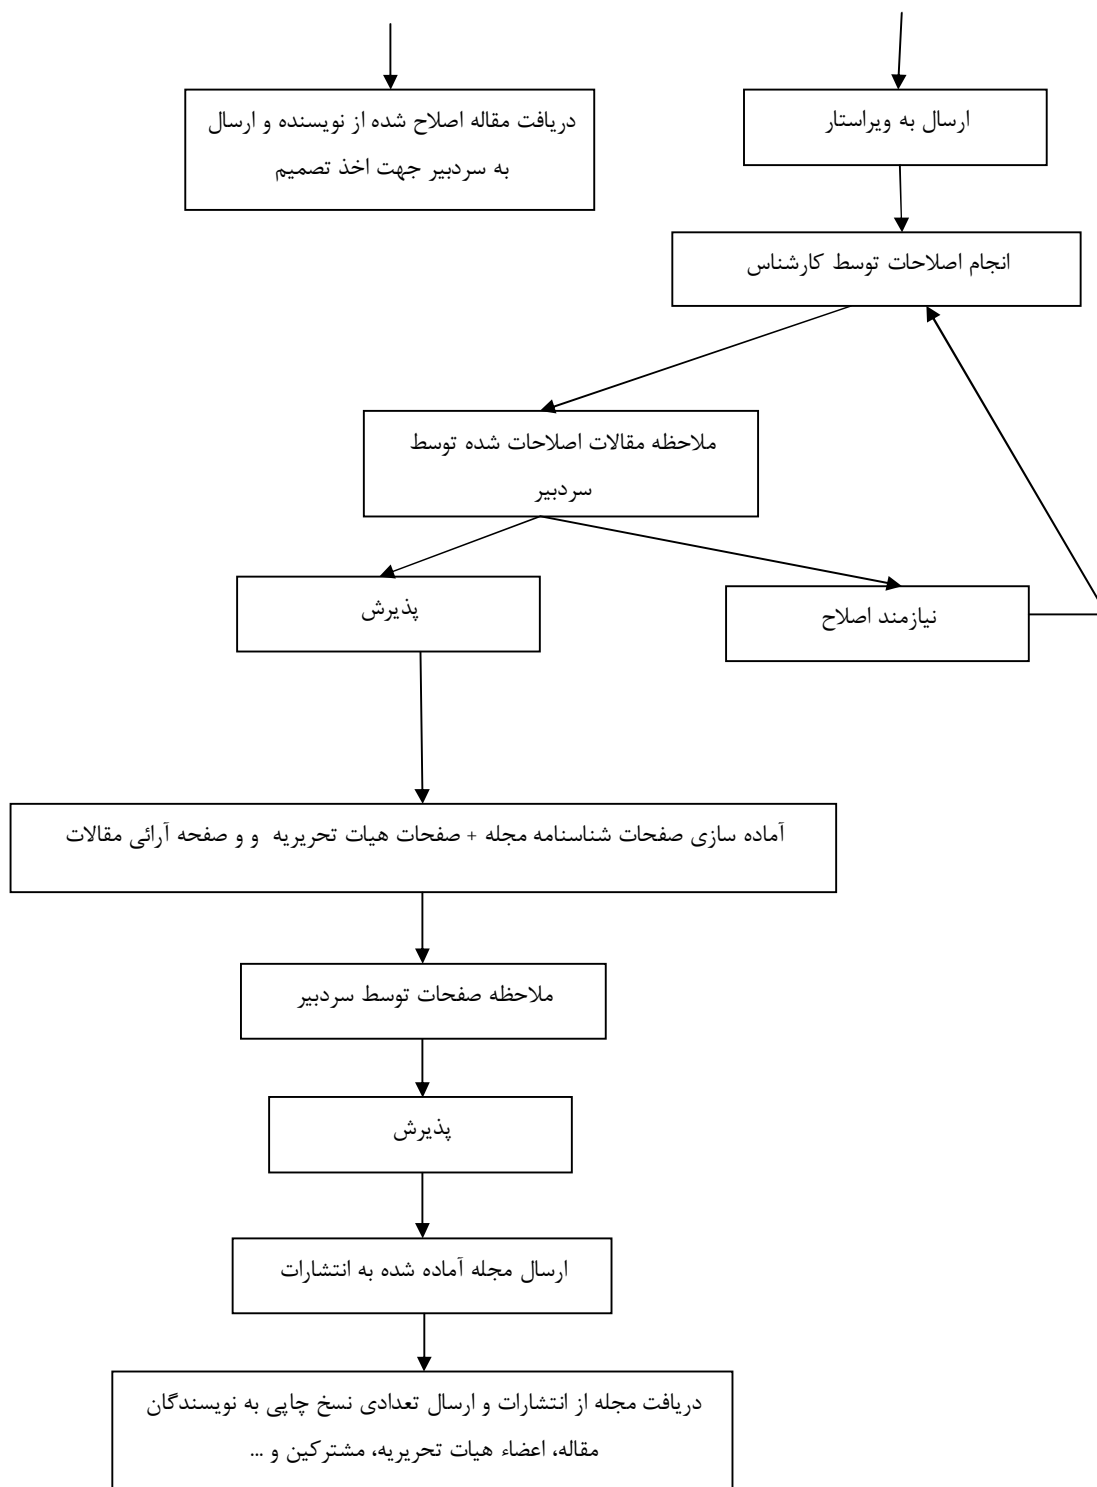 ارسال به ویراستار
دریافت مقاله اصلاح شده از نویسنده و ارسال
به سردبیر جهت اخذ تصمیم
انجام اصلاحات توسط کارشناس
ملاحظه مقالات اصلاحات شده توسط
سردبیر
پذیرش
نیازمند اصلاح
آماده سازی صفحات شناسنامه مجله + صفحات هیات تحریریه و و صفحه آرائی مقالات
ملاحظه صفحات توسط سردبیر
پذیرش
ارسال مجله آماده شده به انتشارات
دریافت مجله از انتشارات و ارسال تعدادی نسخ چاپی به نویسندگان
مقاله، اعضاء هیات تحریریه، مشترکین و ...